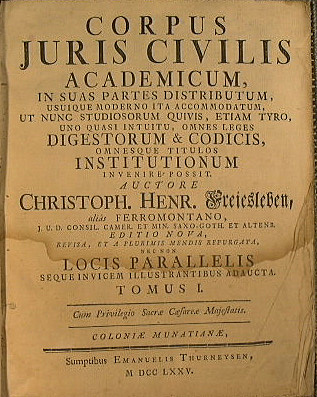 CORPUS
JURIS CIVILIS
ACADEMICUM,
IN SUAS PARTES DISTRIBUTUM,
USUIQUE MODERNO ITA ACCOMMODATUM,
UT NUNC STUDIOSORUM QUIVIS, ETIAM TYRO,
UNO QUASI INTUITU, OMNES LEGES
DIGESTORUM & CODICIS,
OMNESQUE TITULOS
INSTITUTIONUM
INVENIRE POSSIT.
AUCTORE
CHRISTOPH. HENR. Freiesleben,
aliàs FERROMONTANO,
J. U. D. CONSIL. CAMER. ET MIN. SAXO-GOTH. ET ALTENB.
EDITIO NOVA,
REVISA, ET A PLURIMIS MENDIS REPURGATA,
NEC NON
LOCIS PARALLELIS
SEQUE INVICEM ILLUSTRANTIBUS ADAUCTA.
TOMUS I.
Cum Privilegio Sacræ Cæsareæ Majestatis.
COLONIÆ MUNATIANÆ,
Sumptibus EMANUELIS THURNEYSEN,
M DCC LXXV.